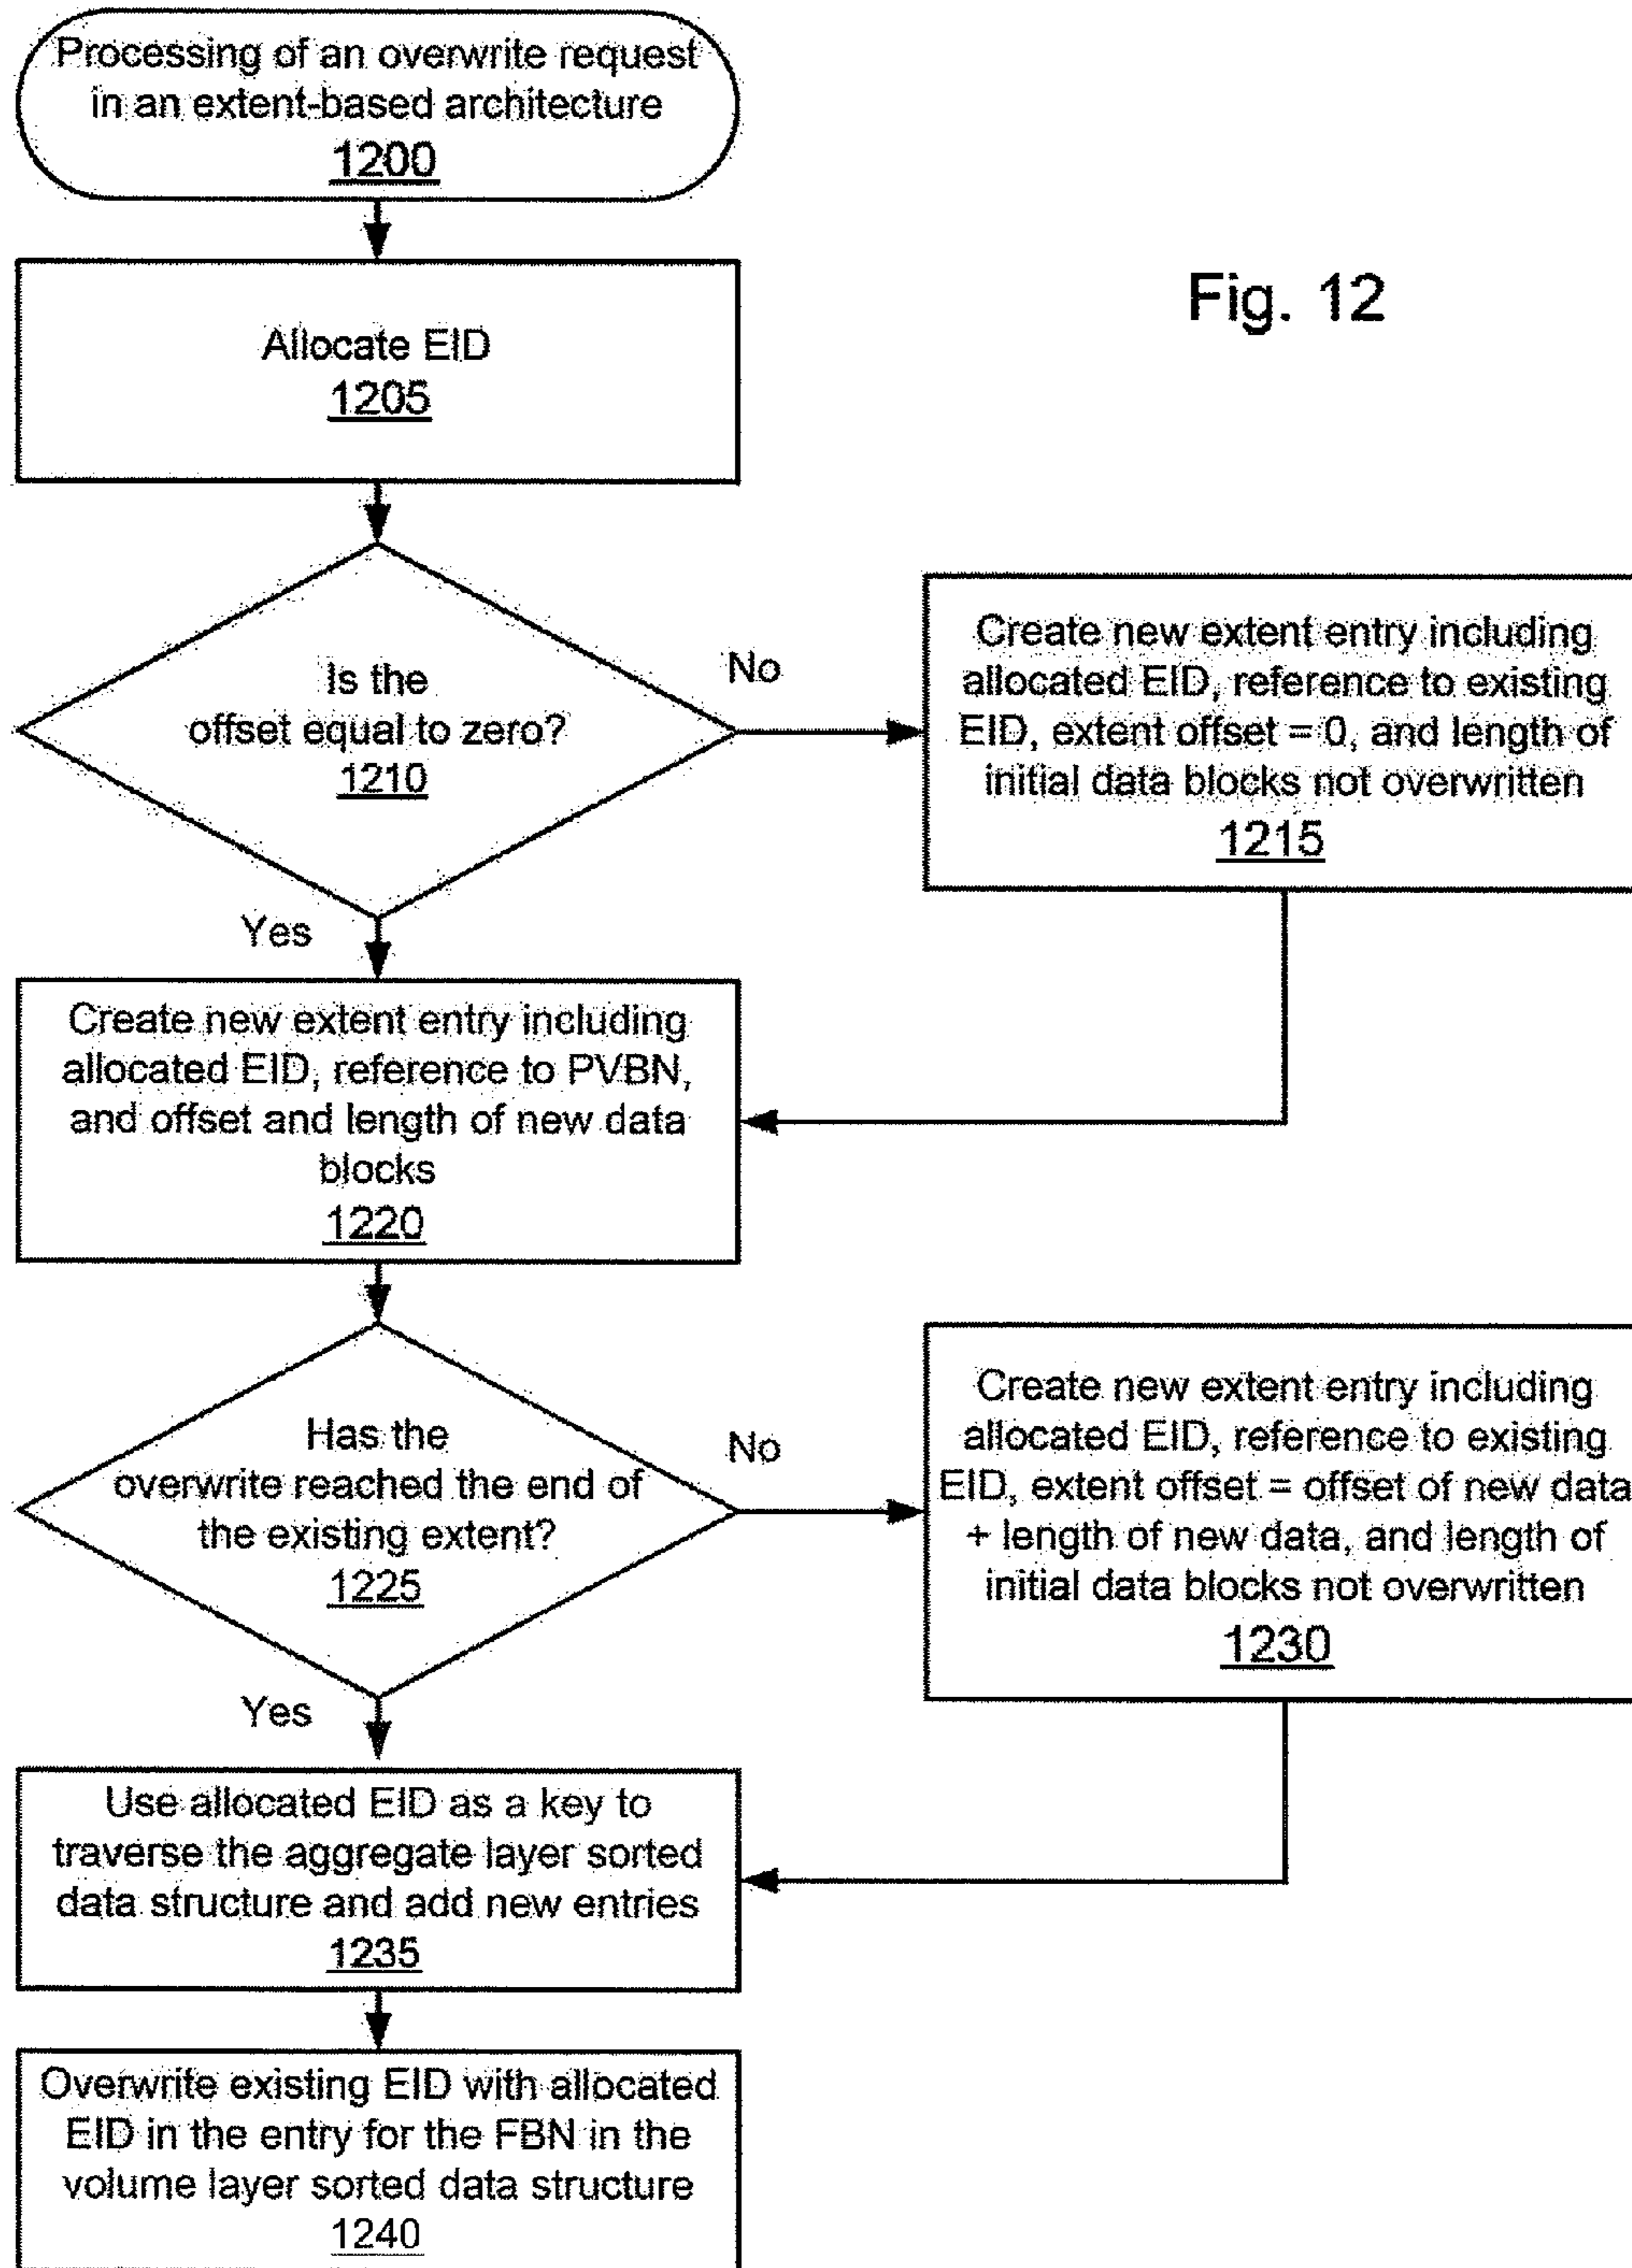 Processing of an overwrite request
in an extent-based architecture
1200
Fig. 12
Allocate EID
1205
Is the
offset equal to zero?
1210
No
Create new extent entry including
allocated EID, reference to existing
EID, extent offset = 0, and length of
initial data blocks not overwritten
1215
Yes
Create new extent entry including
allocated EID, reference to PVBN,
and offset and length of new data
blocks
1220
Has the
overwrite reached the end of
the existing extent?
1225
No
Create new extent entry including
allocated EID, reference to existing
EID, extent offset = offset of new data
+ length of new data, and length of
initial data blocks not overwritten
1230
Yes
Use allocated EID as a key to
traverse the aggregate layer sorted
data structure and add new entries
1235
Overwrite existing EID with allocated
EID in the entry for the FBN in the
volume layer sorted data structure
1240